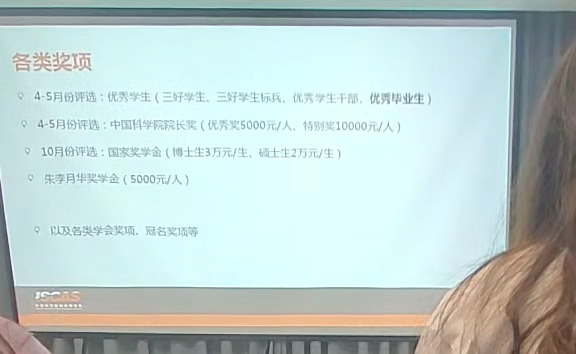 各类奖项
4-5月份评选：优秀学生（三好学生、三好学生标兵、优秀学生干部、优秀毕业生）
4-5月份评选：中国科学院院长奖（优秀奖5000元/人、特别奖10000元/人）
10月份评选：国家奖学金（博士生3万元/生、硕士生2万元/生）
朱李月华奖学金（5000元/人）
以及各类学会奖项、冠名奖项等
ISCAS